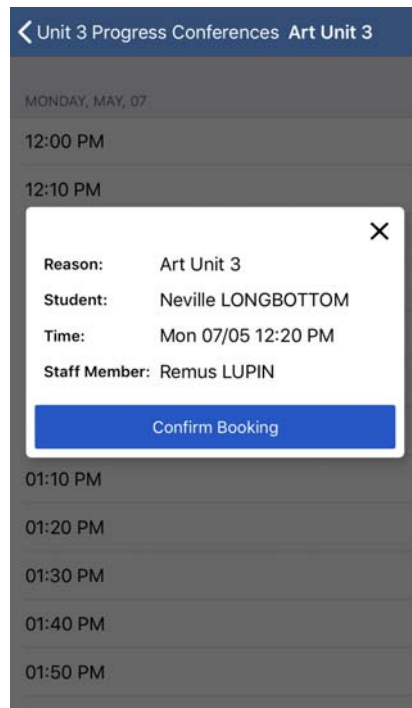 Unit 3 Progress Conferences Art Unit 3
MONDAY, MAY, 07
12:00 PM
12:10 PM
Reason: Art Unit 3
Student: Neville LONGBOTTOM
Time: Mon 07/05 12:20 PM
Staff Member: Remus LUPIN
Confirm Booking
01:10 PM
01:20 PM
01:30 PM
01:40 PM
01:50 PM